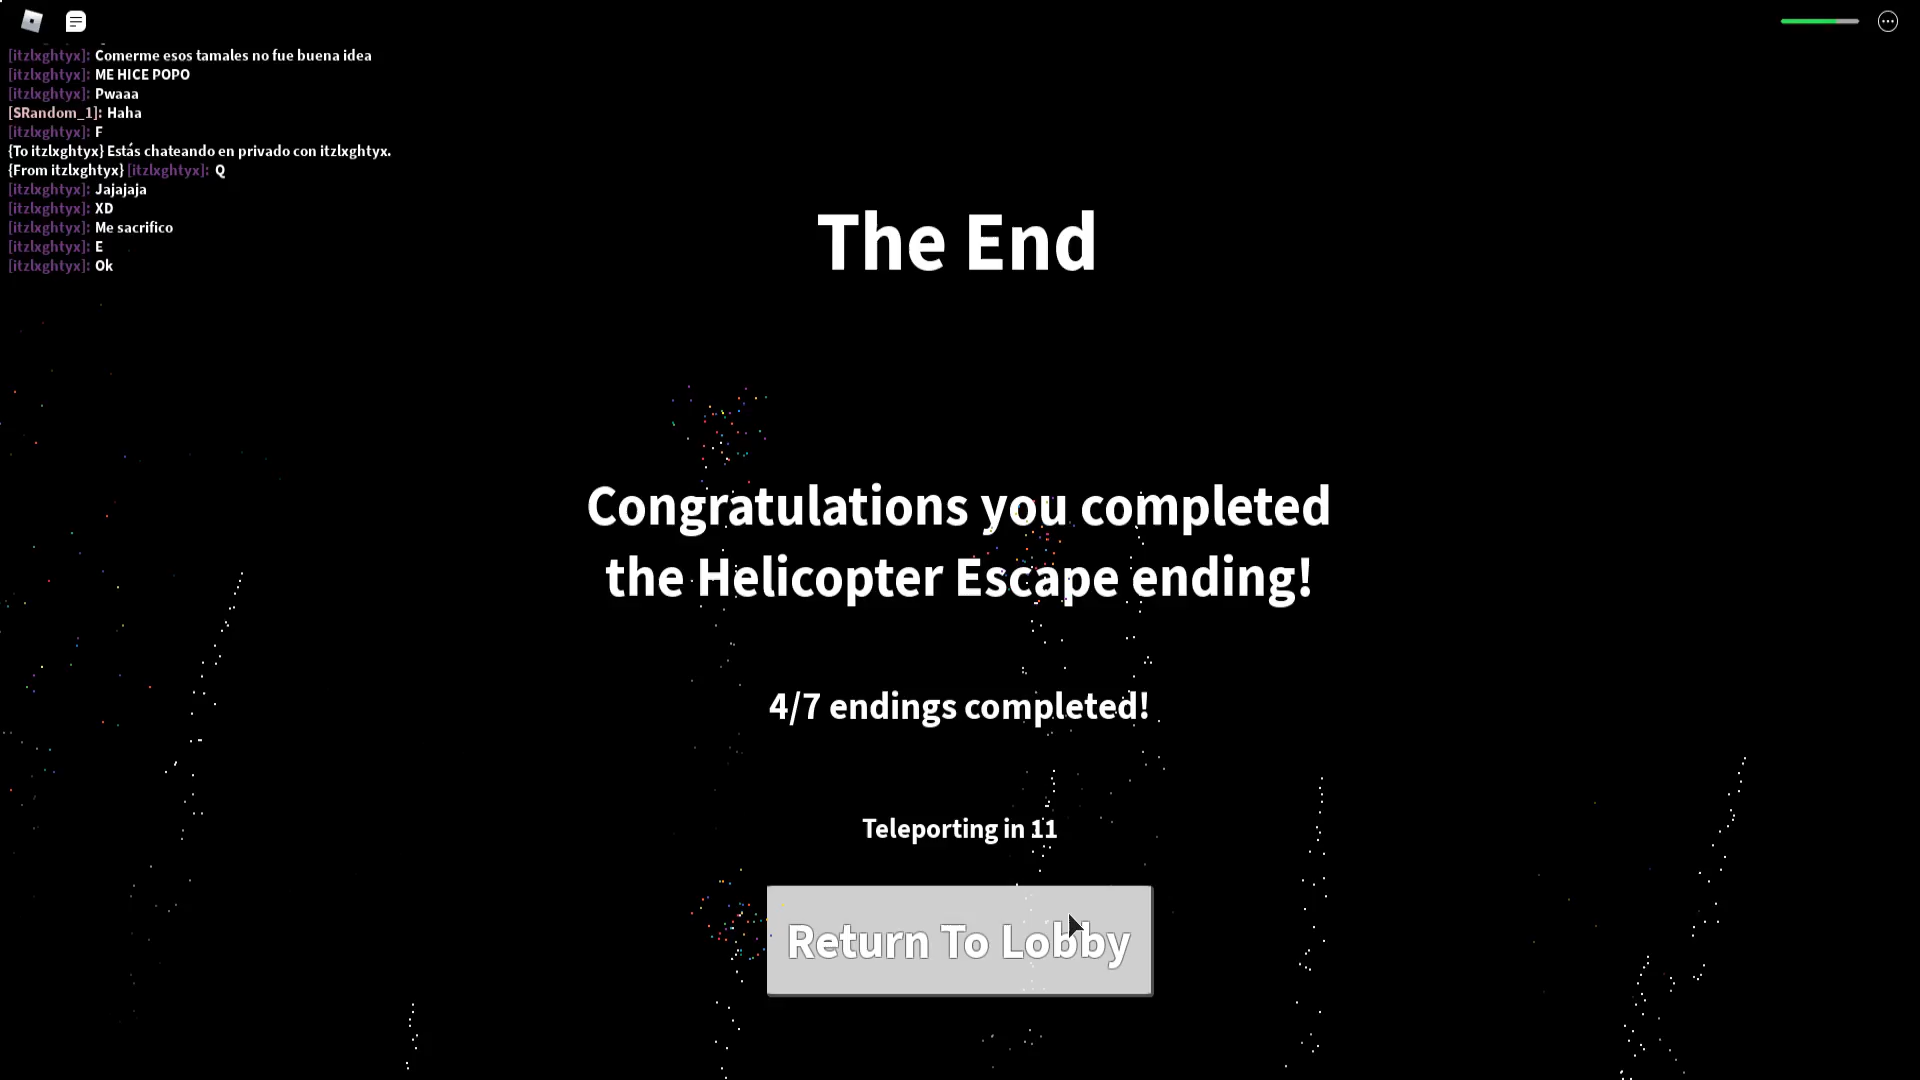 [itzlxghtyx]: Comerme esos tamales no fue buena idea
[itzlxghtyx]: ME HICE POPO
[itzlxghtyx]: Pwaaa
[SRandom_1]: Haha
[itzlxghtyx]: F
{To itzlxghtyx} Estás chateando en privado con itzlxghtyx.
{From itzlxghtyx} [itzlxghtyx]: Q
[itzlxghtyx]: Jajajaja
[itzlxghtyx]: XD
[itzlxghtyx]: Me sacrifico
[itzlxghtyx]: E
[itzlxghtyx]: Ok
The End
Congratulations you completed
the Helicopter Escape ending!
4/7 endings completed!
Teleporting in 11
Return To Lobby